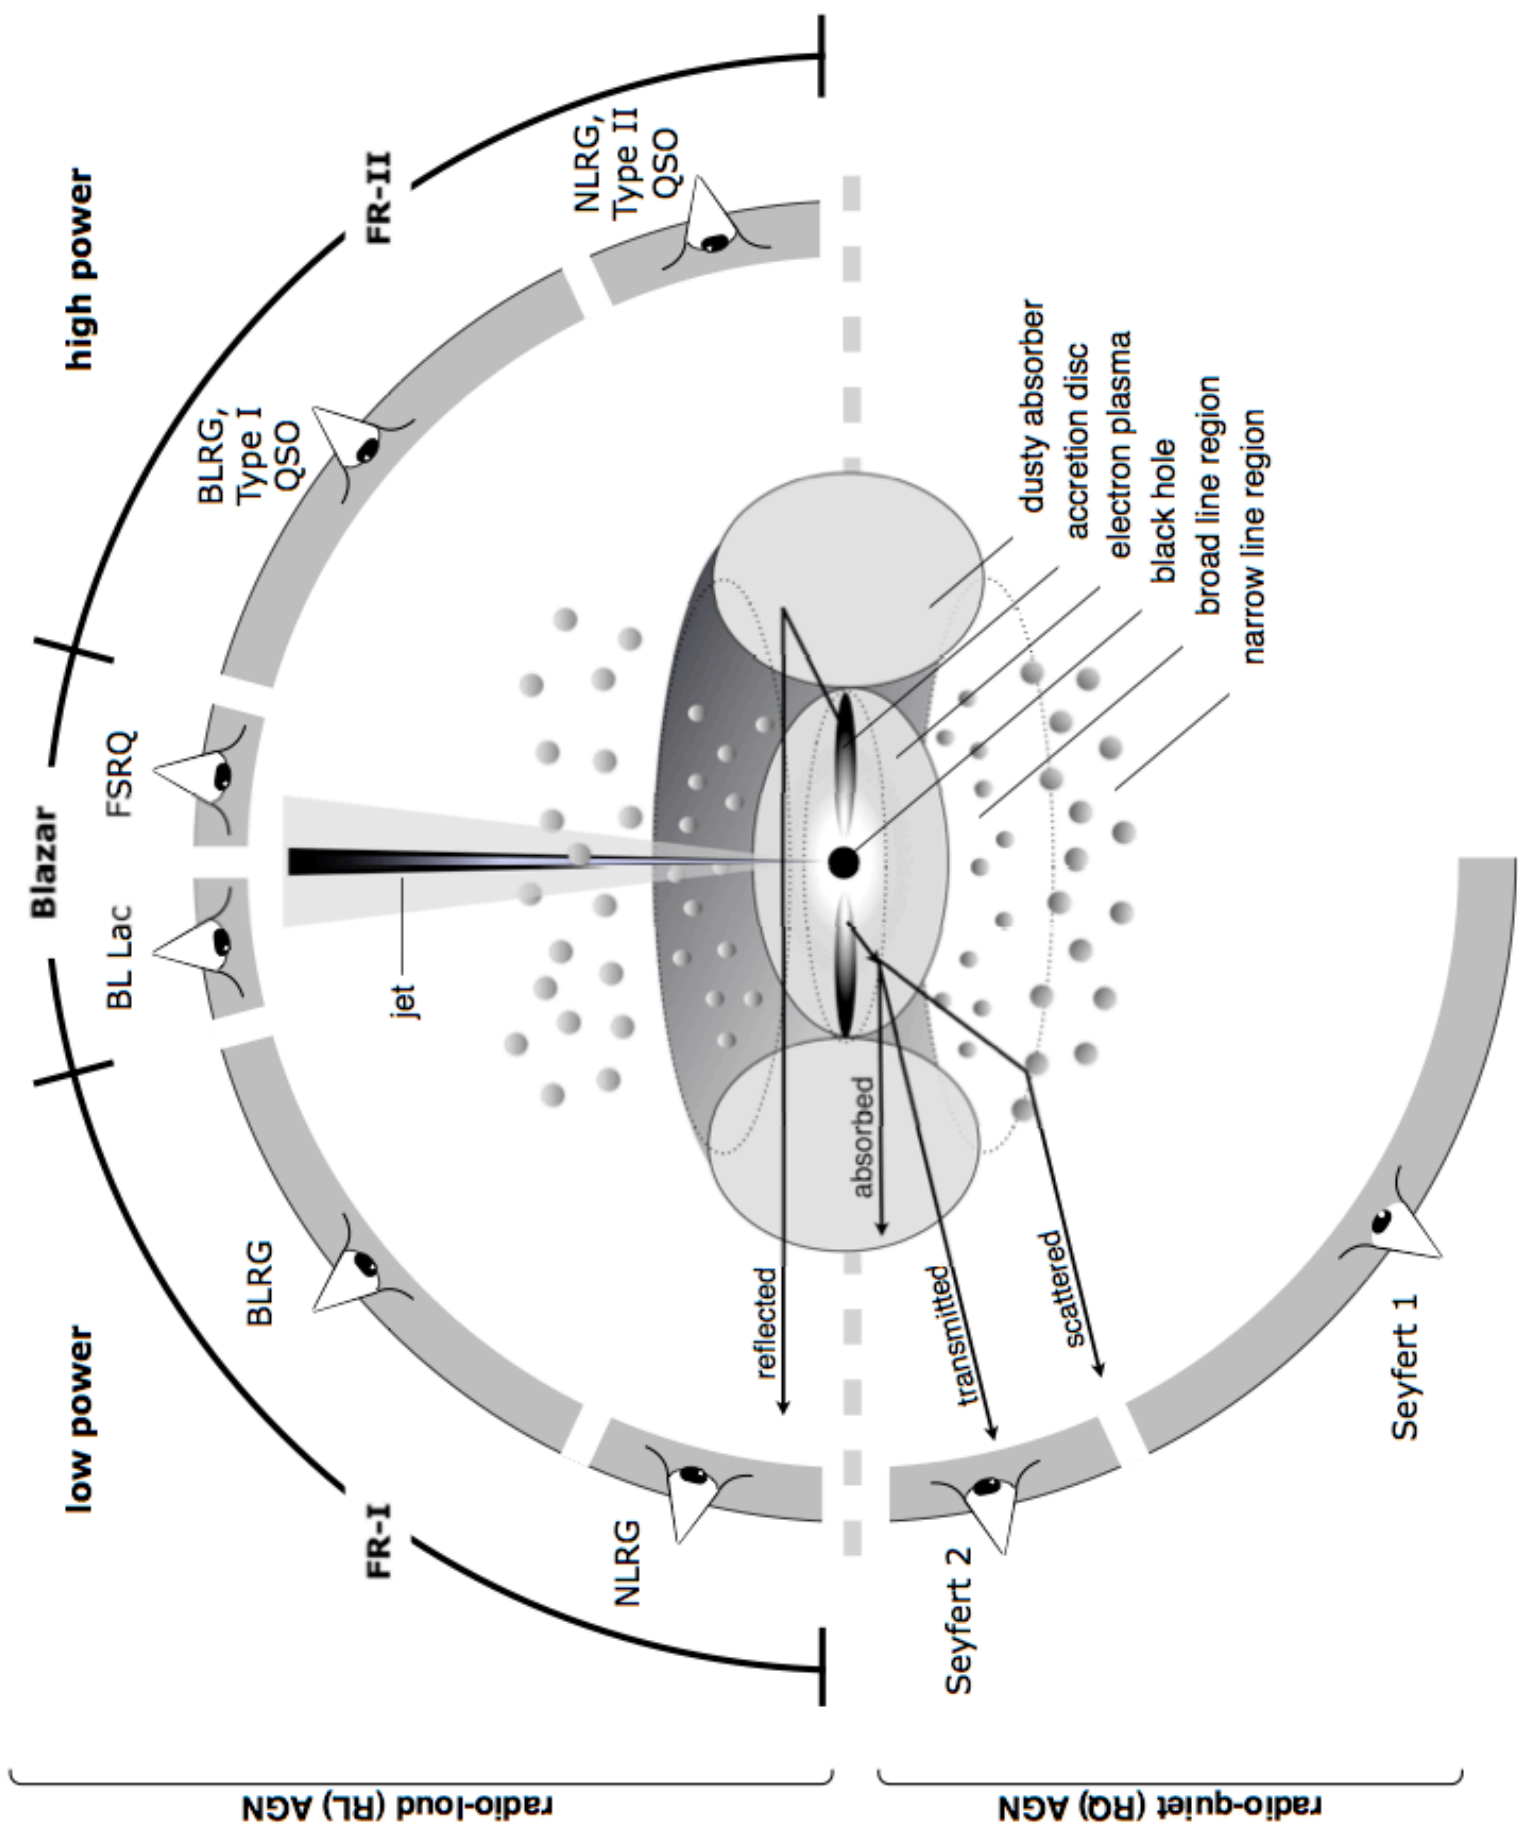 low power
high power
Blazar
BL Lac
FSRQ
FR-I
FR-II
BLRG
BLRG,
Type I
QSO
NLRG
NLRG,
Type II
QSO
jet
reflected
absorbed
transmitted
scattered
dusty absorber
accretion disc
electron plasma
black hole
broad line region
narrow line region
Seyfert 2
Seyfert 1
radio-loud (RL) AGN
radio-quiet (RQ) AGN